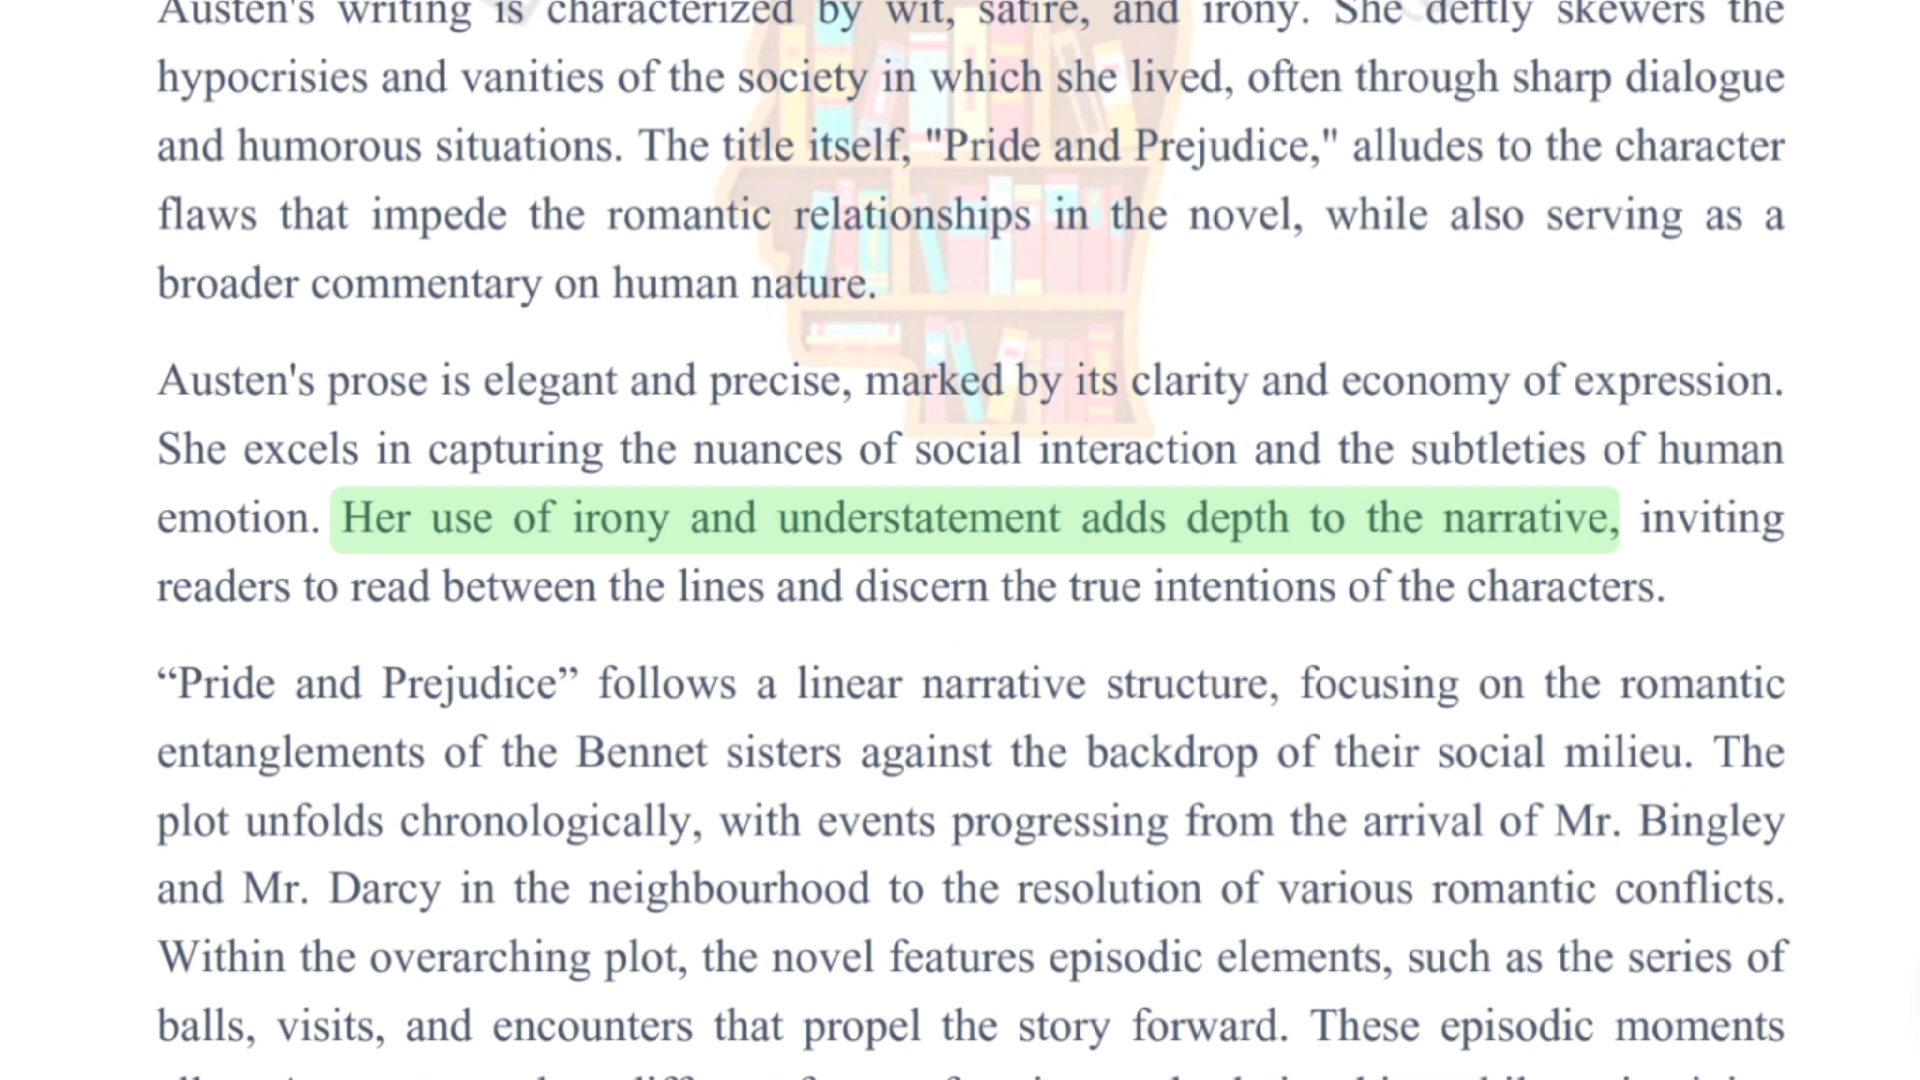 Austen's writing is characterized by wit, satire, and irony. She deftly skewers the
hypocrisies and vanities of the society in which she lived, often through sharp dialogue
and humorous situations. The title itself, "Pride and Prejudice," alludes to the character
flaws that impede the romantic relationships in the novel, while also serving as a
broader commentary on human nature.
Austen's prose is elegant and precise, marked by its clarity and economy of expression.
She excels in capturing the nuances of social interaction and the subtleties of human
emotion. Her use of irony and understatement adds depth to the narrative, inviting
readers to read between the lines and discern the true intentions of the characters.
“Pride and Prejudice” follows a linear narrative structure, focusing on the romantic
entanglements of the Bennet sisters against the backdrop of their social milieu. The
plot unfolds chronologically, with events progressing from the arrival of Mr. Bingley
and Mr. Darcy in the neighbourhood to the resolution of various romantic conflicts.
Within the overarching plot, the novel features episodic elements, such as the series of
balls, visits, and encounters that propel the story forward. These episodic moments